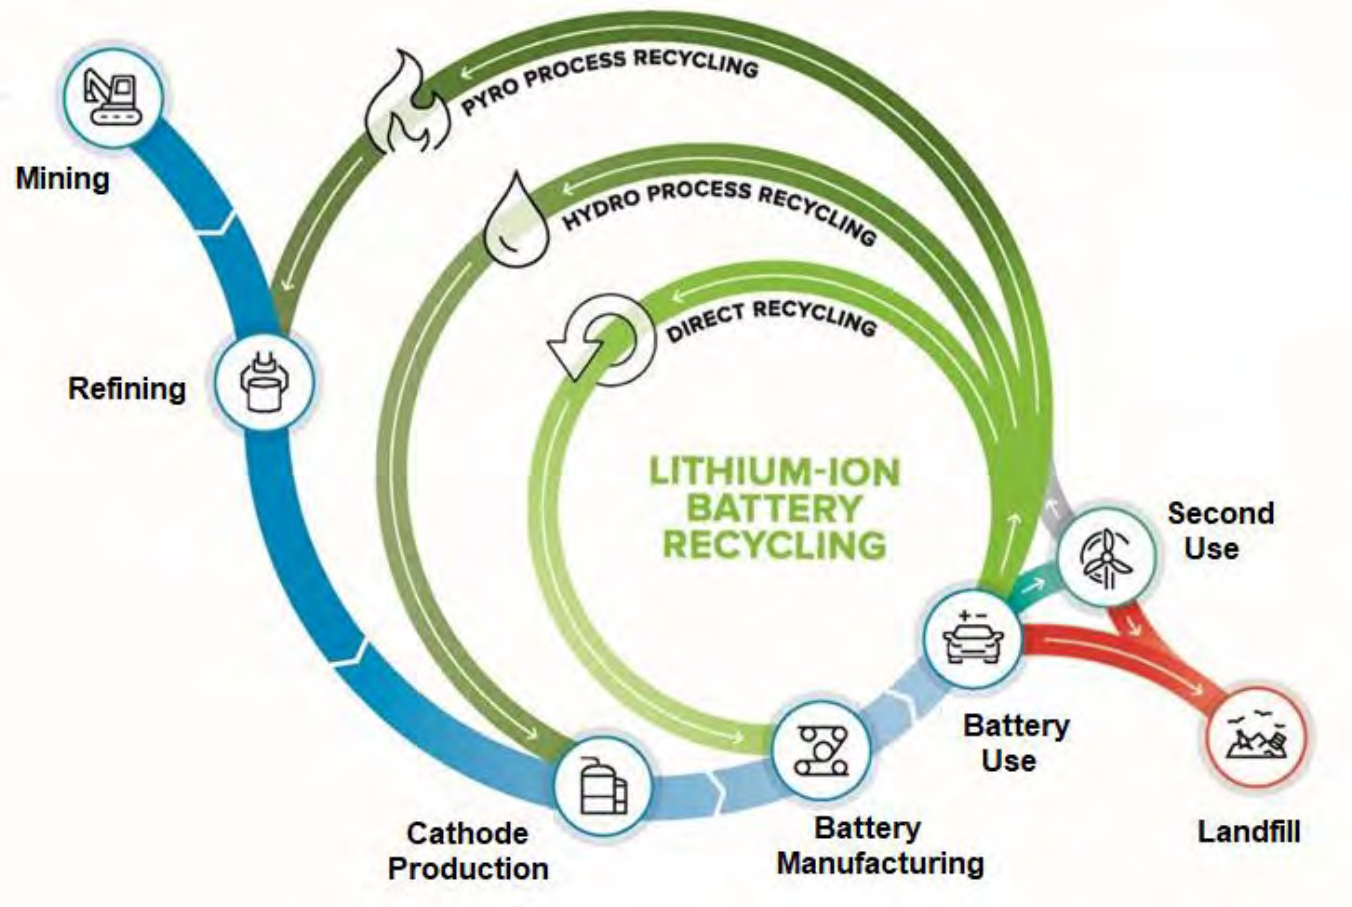 PYRO PROCESS RECYCLING
Mining
HYDRO PROCESS RECYCLING
DIRECT RECYCLING
Refining
LITHIUM-ION
BATTERY
RECYCLING
Second
Use
+ -
Battery
Use
Cathode
Production
Battery
Manufacturing
Landfill